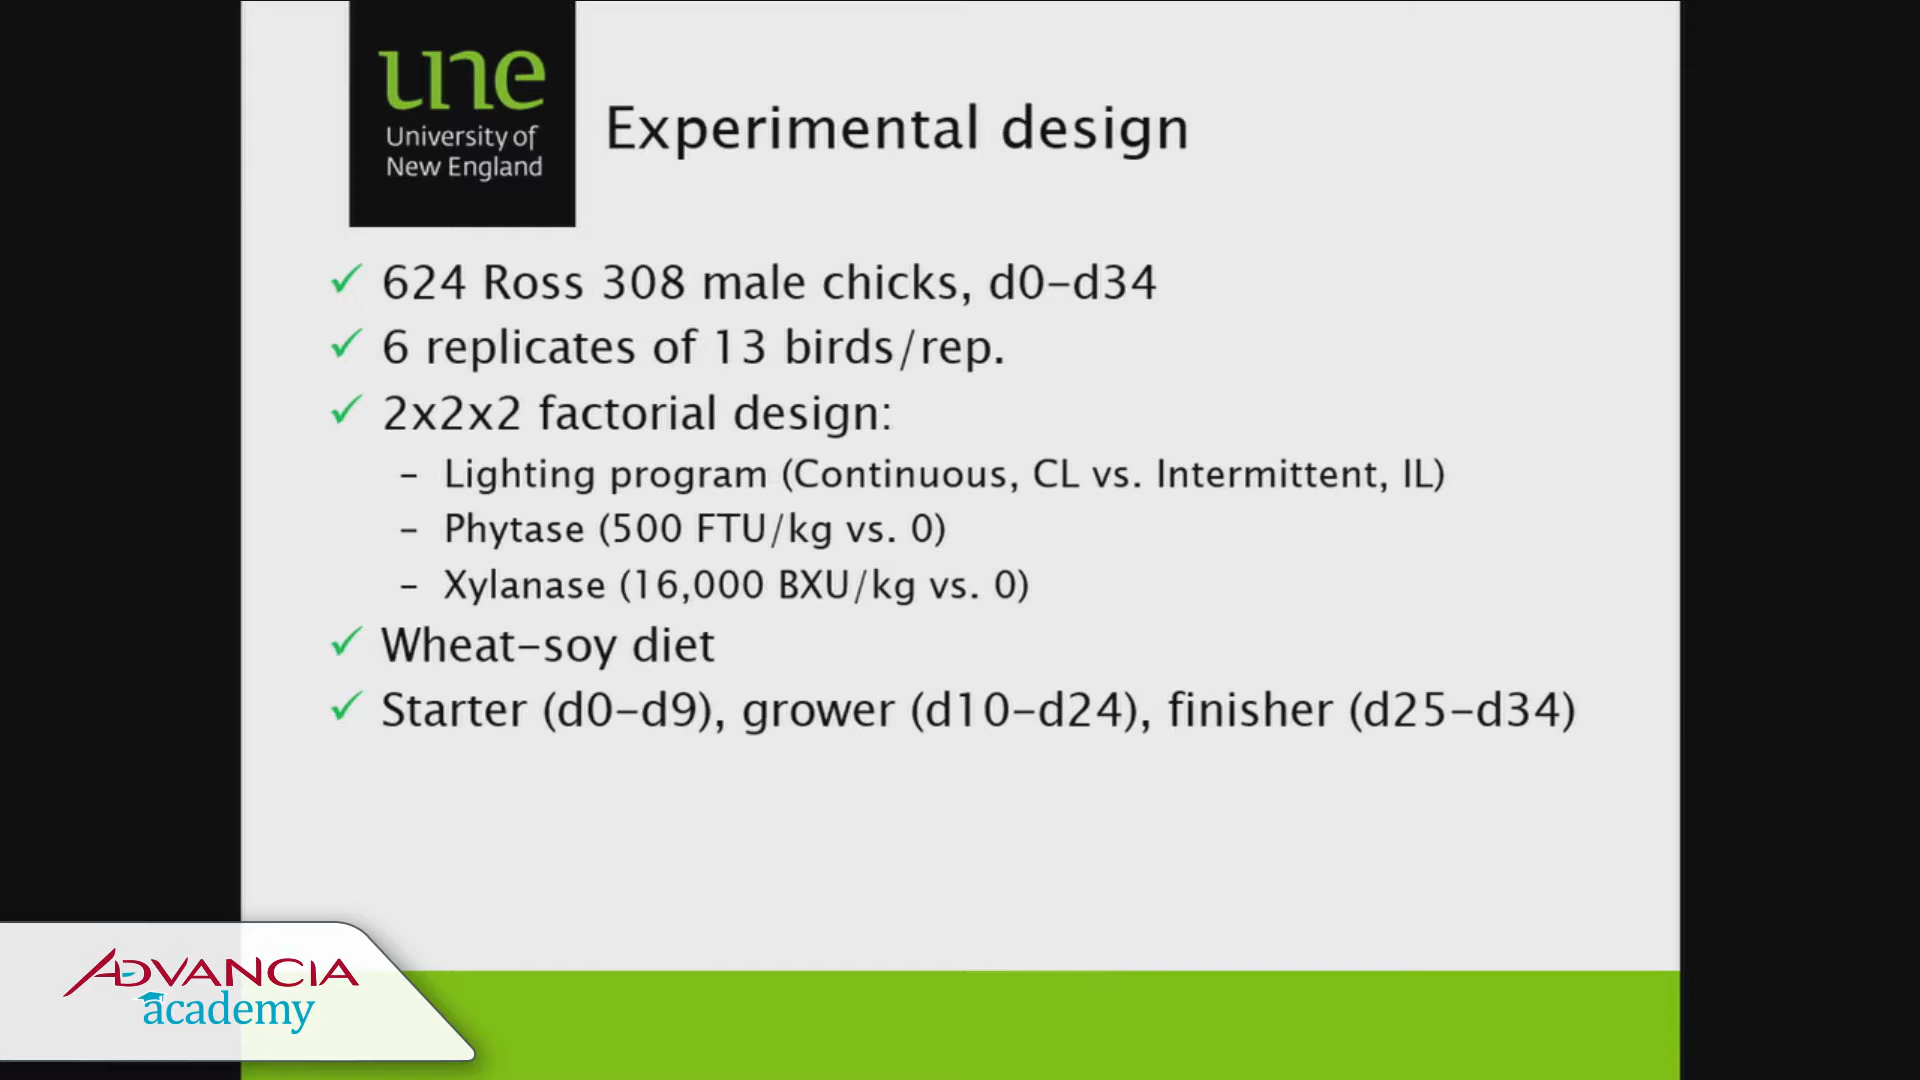 une
University of
New England
Experimental design
✓ 624 Ross 308 male chicks, d0–d34
✓ 6 replicates of 13 birds/rep.
✓ 2x2x2 factorial design:
– Lighting program (Continuous, CL vs. Intermittent, IL)
– Phytase (500 FTU/kg vs. 0)
– Xylanase (16,000 BXU/kg vs. 0)
✓ Wheat–soy diet
✓ Starter (d0–d9), grower (d10–d24), finisher (d25–d34)
ADVANCIA
academy